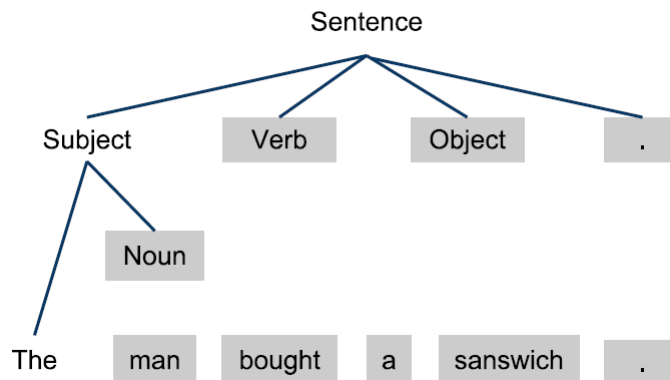 Sentence
Subject Verb Object .
Noun
The man bought a sanswich .